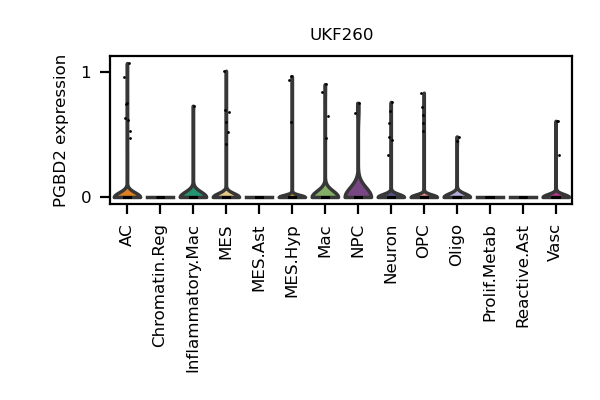 UKF260
PGBD2 expression
1
0
AC
Chromatin.Reg
Inflammatory.Mac
MES
MES.Ast
MES.Hyp
Mac
NPC
Neuron
OPC
Oligo
Prolif.Metab
Reactive.Ast
Vasc